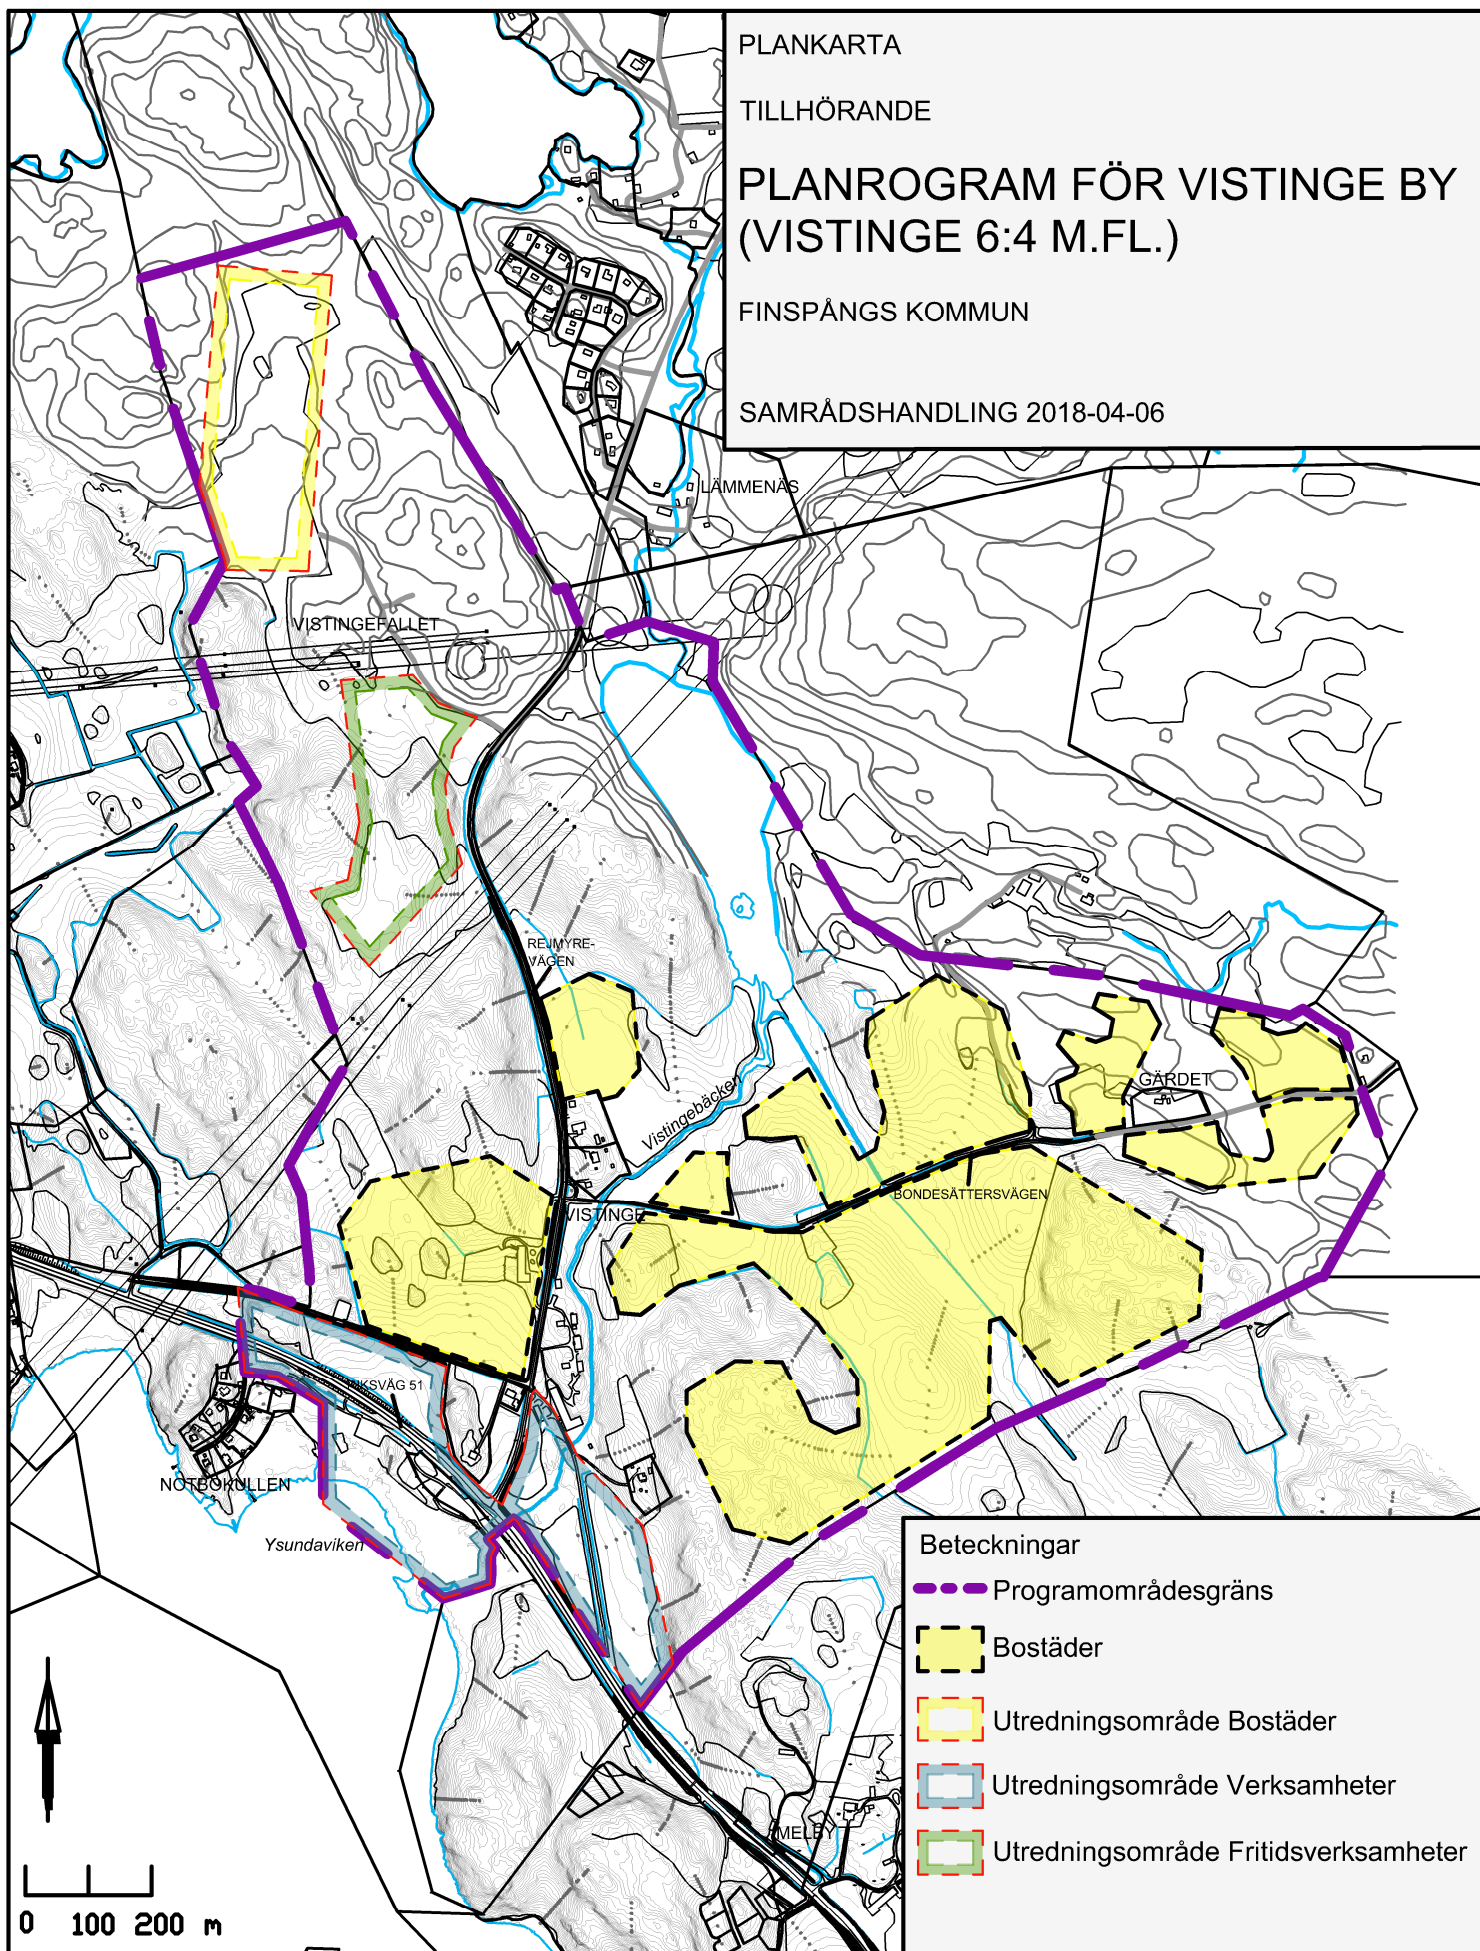 PLANKARTA
TILLHÖRANDE
PLANROGRAM FÖR VISTINGE BY
(VISTINGE 6:4 M.FL.)
FINSPÅNGS KOMMUN
SAMRÅDSHANDLING 2018-04-06
LÄMMENÄS
VISTINGEFALLET
REJMYRE-
VÄGEN
GÄRDET
Vistingebäcken
BONDESÄTTERSVÄGEN
VISTINGE
RIKSVÄG 51
NOTBOKULLEN
Ysundaviken
MELBY
Beteckningar
Programområdesgräns
Bostäder
Utredningsområde Bostäder
Utredningsområde Verksamheter
Utredningsområde Fritidsverksamheter
0 100 200 m